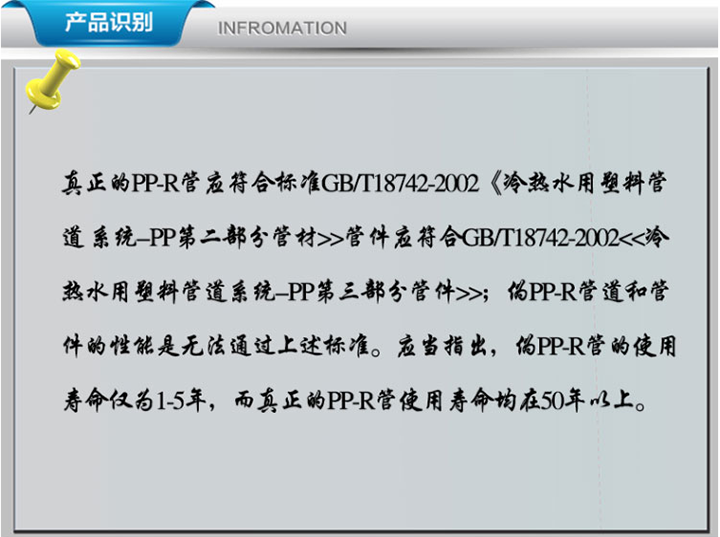 产品识别
INFROMATION
真正的PP-R管应符合标准GB/T18742-2002《冷热水用塑料管
道系统–PP第二部分管材>>管件应符合GB/T18742-2002<<冷
热水用塑料管道系统–PP第三部分管件>>；伪PP-R管道和管
件的性能是无法通过上述标准。应当指出，伪PP-R管的使用
寿命仅为1-5年，而真正的PP-R管使用寿命均在50年以上。